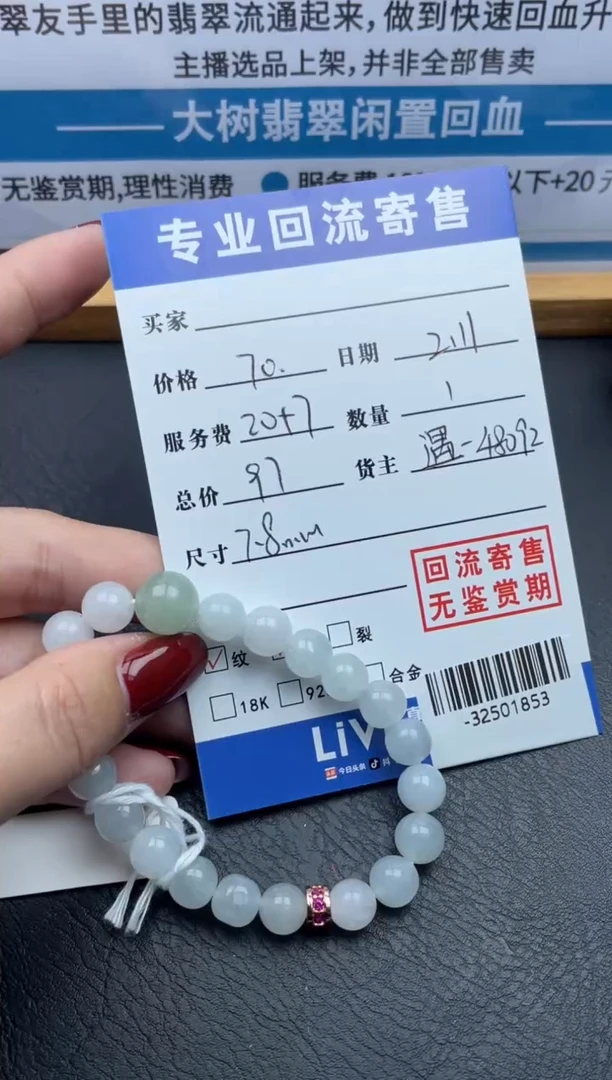 翠友手里的翡翠流通起来,做到快速回血升
主播选品上架,并非全部售卖
大树翡翠闲置回血
无鉴赏期,理性消费
以下+20元
专业回流寄售
买家
价格 70. 日期 2.11
服务费 20+7 数量 1
总价 97 货主 遇-48092
尺寸 7.8mm
回流寄售
无鉴赏期
裂
纹
合金
18K 92
-32501853
LiV
今日头条